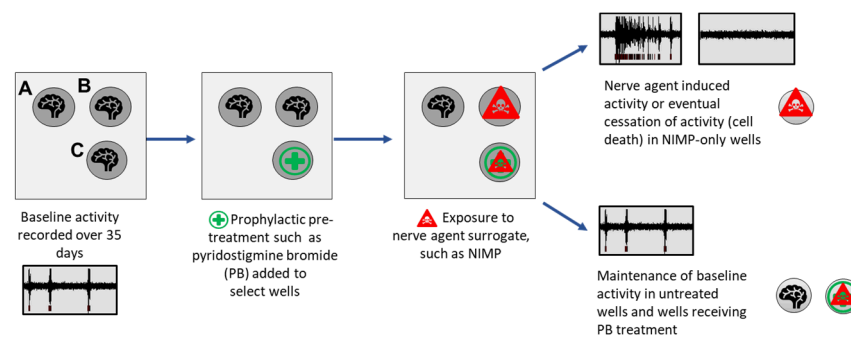 A
B
C
Baseline activity
recorded over 35
days
Prophylactic pre-
treatment such as
pyridostigmine bromide
(PB) added to
select wells
Exposure to
nerve agent surrogate,
such as NIMP
Nerve agent induced
activity or eventual
cessation of activity (cell
death) in NIMP-only wells
Maintenance of baseline
activity in untreated
wells and wells receiving
PB treatment